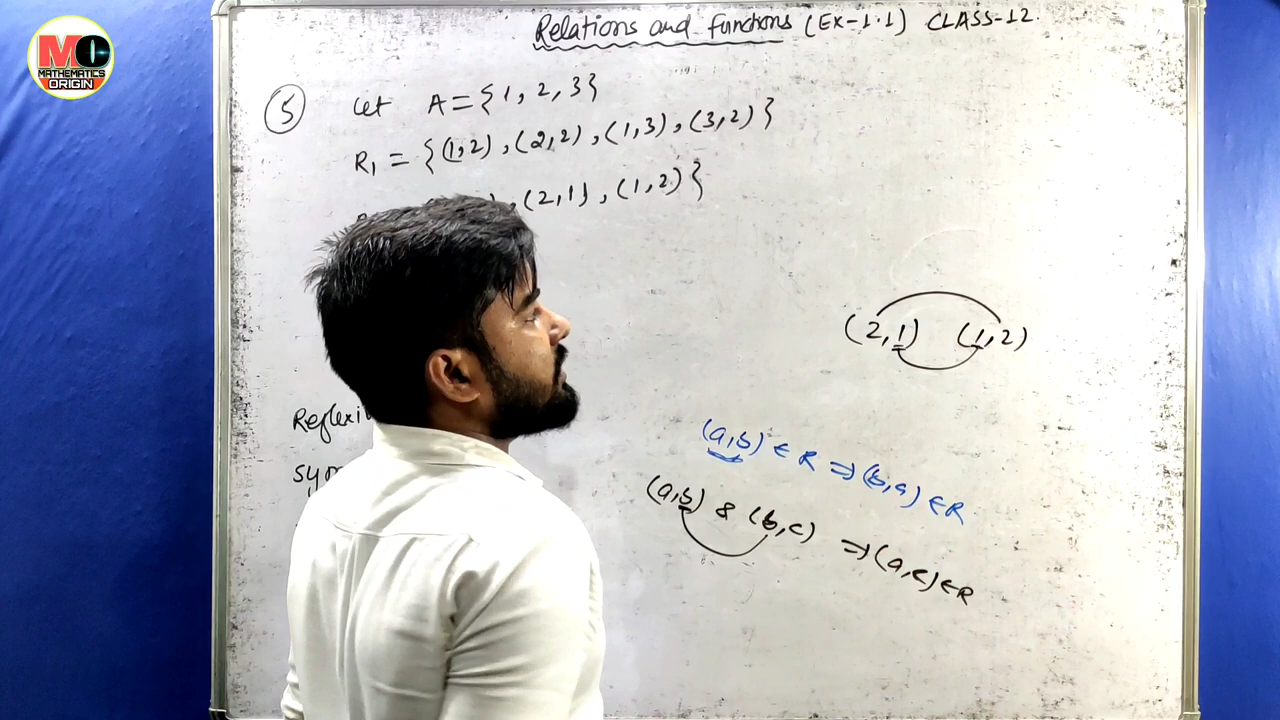 MO
MATHEMATICS
ORIGIN
Relations and functions (EX-1.1) CLASS-12.
5 Let A = {1, 2, 3}
R₁ = {(1,2), (2,2), (1,3), (3,2)}
, (2,1), (1,2)}
(2,1) (1,2)
(a,b) ∈ R ⇒ (b,a) ∈ R
(a,b) & (b,c) ⇒ (a,c) ∈ R